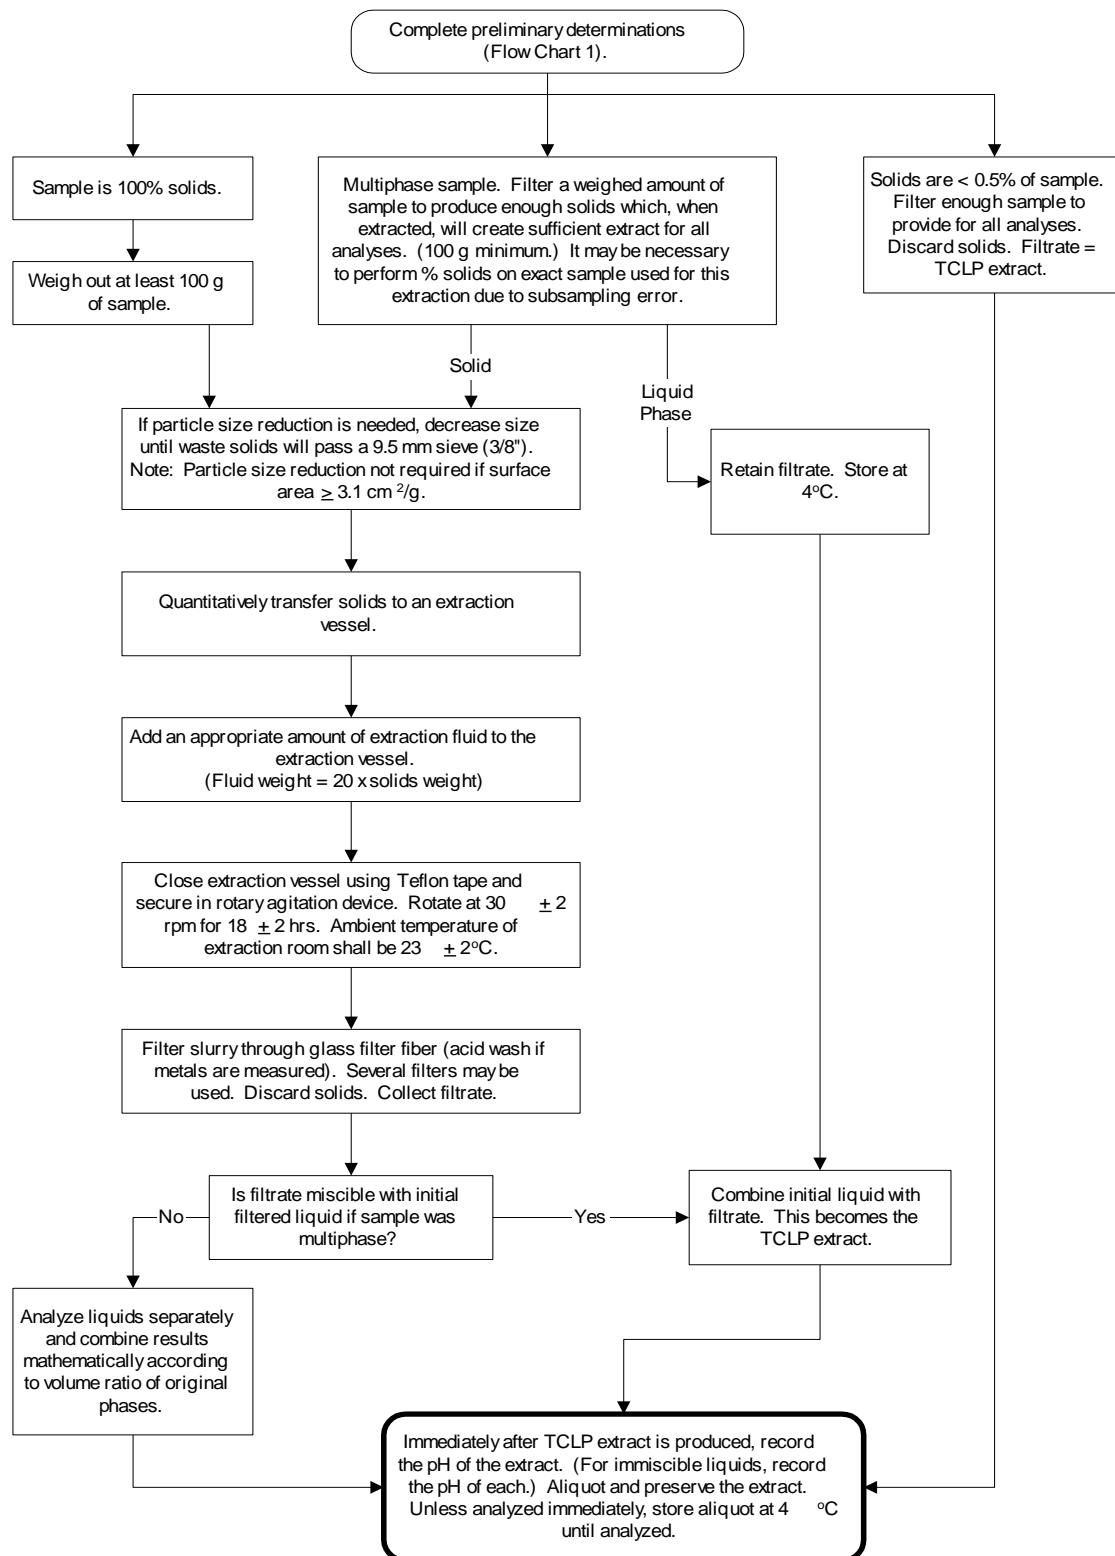 Complete preliminary determinations
(Flow Chart 1).
Sample is 100% solids.
Multiphase sample. Filter a weighed amount of
sample to produce enough solids which, when
extracted, will create sufficient extract for all
analyses. (100 g minimum.) It may be necessary
to perform % solids on exact sample used for this
extraction due to subsampling error.
Solids are < 0.5% of sample.
Filter enough sample to
provide for all analyses.
Discard solids. Filtrate =
TCLP extract.
Weigh out at least 100 g
of sample.
Solid
Liquid
Phase
If particle size reduction is needed, decrease size
until waste solids will pass a 9.5 mm sieve (3/8").
Note: Particle size reduction not required if surface
area ≥ 3.1 cm ²/g.
Retain filtrate. Store at
4°C.
Quantitatively transfer solids to an extraction
vessel.
Add an appropriate amount of extraction fluid to the
extraction vessel.
(Fluid weight = 20 x solids weight)
Close extraction vessel using Teflon tape and
secure in rotary agitation device. Rotate at 30 ± 2
rpm for 18 ± 2 hrs. Ambient temperature of
extraction room shall be 23 ± 2°C.
Filter slurry through glass filter fiber (acid wash if
metals are measured). Several filters may be
used. Discard solids. Collect filtrate.
Is filtrate miscible with initial
filtered liquid if sample was
multiphase?
No
Yes
Combine initial liquid with
filtrate. This becomes the
TCLP extract.
Analyze liquids separately
and combine results
mathematically according
to volume ratio of original
phases.
Immediately after TCLP extract is produced, record
the pH of the extract. (For immiscible liquids, record
the pH of each.) Aliquot and preserve the extract.
Unless analyzed immediately, store aliquot at 4 °C
until analyzed.